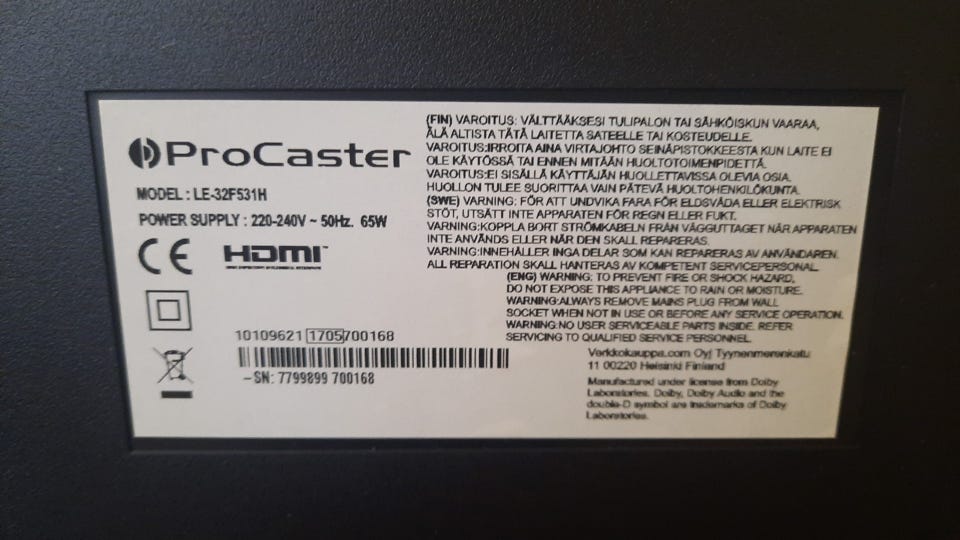 ProCaster
MODEL : LE-32F531H
POWER SUPPLY : 220-240V ~ 50Hz. 65W
CE HDMI™
10109621 1705 700168
-SN: 7799899 700168
(FIN) VAROITUS: VÄLTTÄÄKSESI TULIPALON TAI SÄHKÖISKUN VAARAA,
ÄLÄ ALTISTA TÄTÄ LAITETTA SATEELLE TAI KOSTEUDELLE.
VAROITUS:IRROITA AINA VIRTAJOHTO SEINÄPISTOKKEESTA KUN LAITE EI
OLE KÄYTÖSSÄ TAI ENNEN MITÄÄN HUOLTOTOIMENPIDETTÄ.
VAROITUS:EI SISÄLLÄ KÄYTTÄJÄN HUOLLETTAVISSA OLEVIA OSIA.
HUOLLON TULEE SUORITTAA VAIN PÄTEVÄ HUOLTOHENKILÖKUNTA.
(SWE) VARNING: FÖR ATT UNDVIKA FARA FÖR ELDSVÅDA ELLER ELEKTRISK
STÖT, UTSÄTT INTE APPARATEN FÖR REGN ELLER FUKT.
VARNING:KOPPLA BORT STRÖMKABELN FRÅN VÄGGUTTAGET NÄR APPARATEN
INTE ANVÄNDS ELLER NÄR DEN SKALL REPARERAS.
VARNING:INNEHÅLLER INGA DELAR SOM KAN REPARERAS AV ANVÄNDAREN.
ALL REPARATION SKALL HANTERAS AV KOMPETENT SERVICEPERSONAL.
(ENG) WARNING: TO PREVENT FIRE OR SHOCK HAZARD,
DO NOT EXPOSE THIS APPLIANCE TO RAIN OR MOISTURE.
WARNING:ALWAYS REMOVE MAINS PLUG FROM WALL
SOCKET WHEN NOT IN USE OR BEFORE ANY SERVICE OPERATION.
WARNING:NO USER SERVICEABLE PARTS INSIDE. REFER
SERVICING TO QUALIFIED SERVICE PERSONNEL.
Verkkokauppa.com Oyj Tyynenmerenkatu
11 00220 Helsinki Finland
Manufactured under license from Dolby
Laboratories. Dolby, Dolby Audio and the
double-D symbol are trademarks of Dolby
Laboratories.